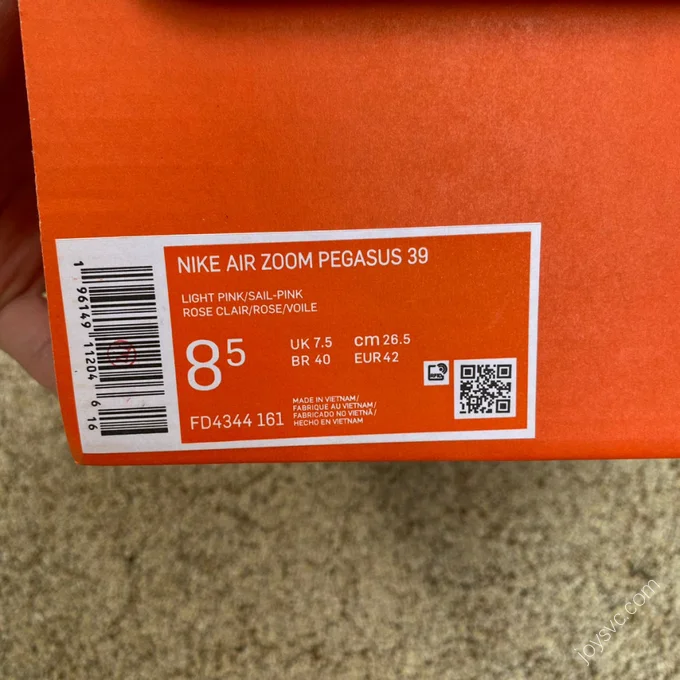 NIKE AIR ZOOM PEGASUS 39
LIGHT PINK/SAIL-PINK
ROSE CLAIR/ROSE/VOILE
8 5
UK 7.5 cm 26.5
BR 40 EUR 42
FD4344 161
MADE IN VIETNAM/
FABRIQUE AU VIETNAM/
FABRICADO NO VIETNÃ/
HECHO EN VIETNAM
1 96149 11204 6 16
joysvc.com